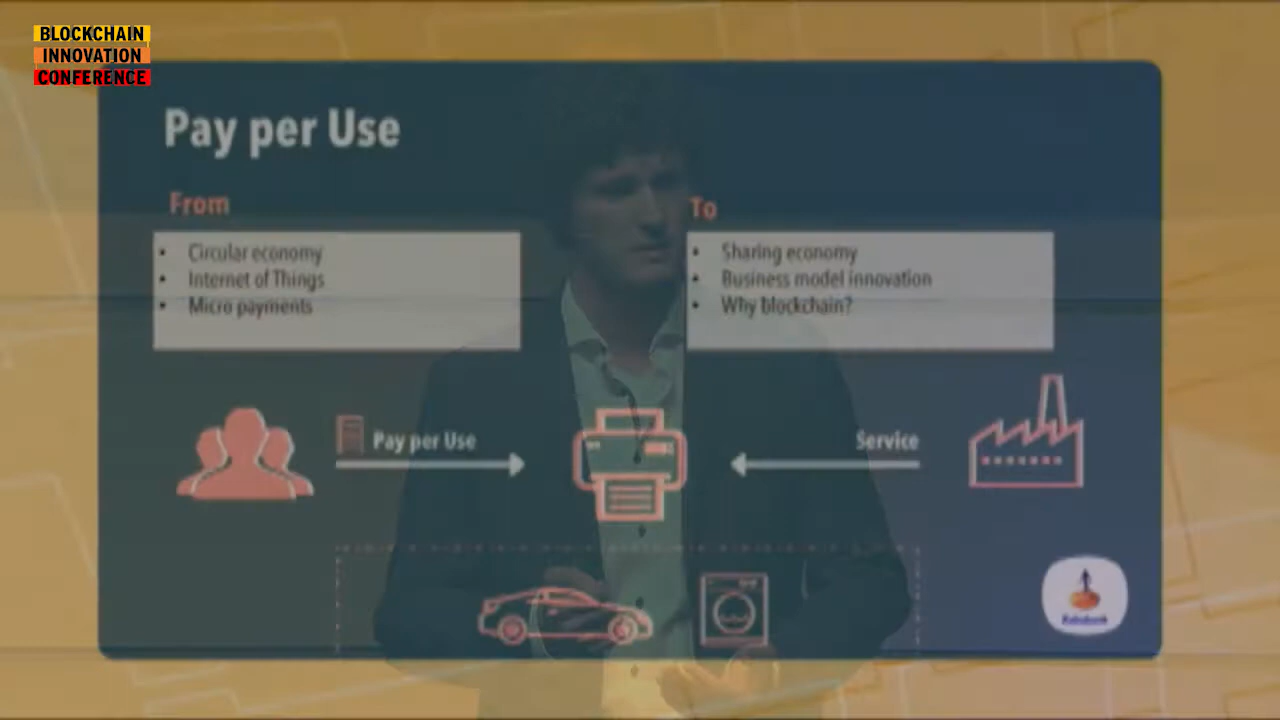 BLOCKCHAIN
INNOVATION
CONFERENCE
Pay per Use
From
• Circular economy
• Internet of Things
• Micro payments
To
• Sharing economy
• Business model innovation
• Why blockchain?
Pay per Use
Service
Rabobank